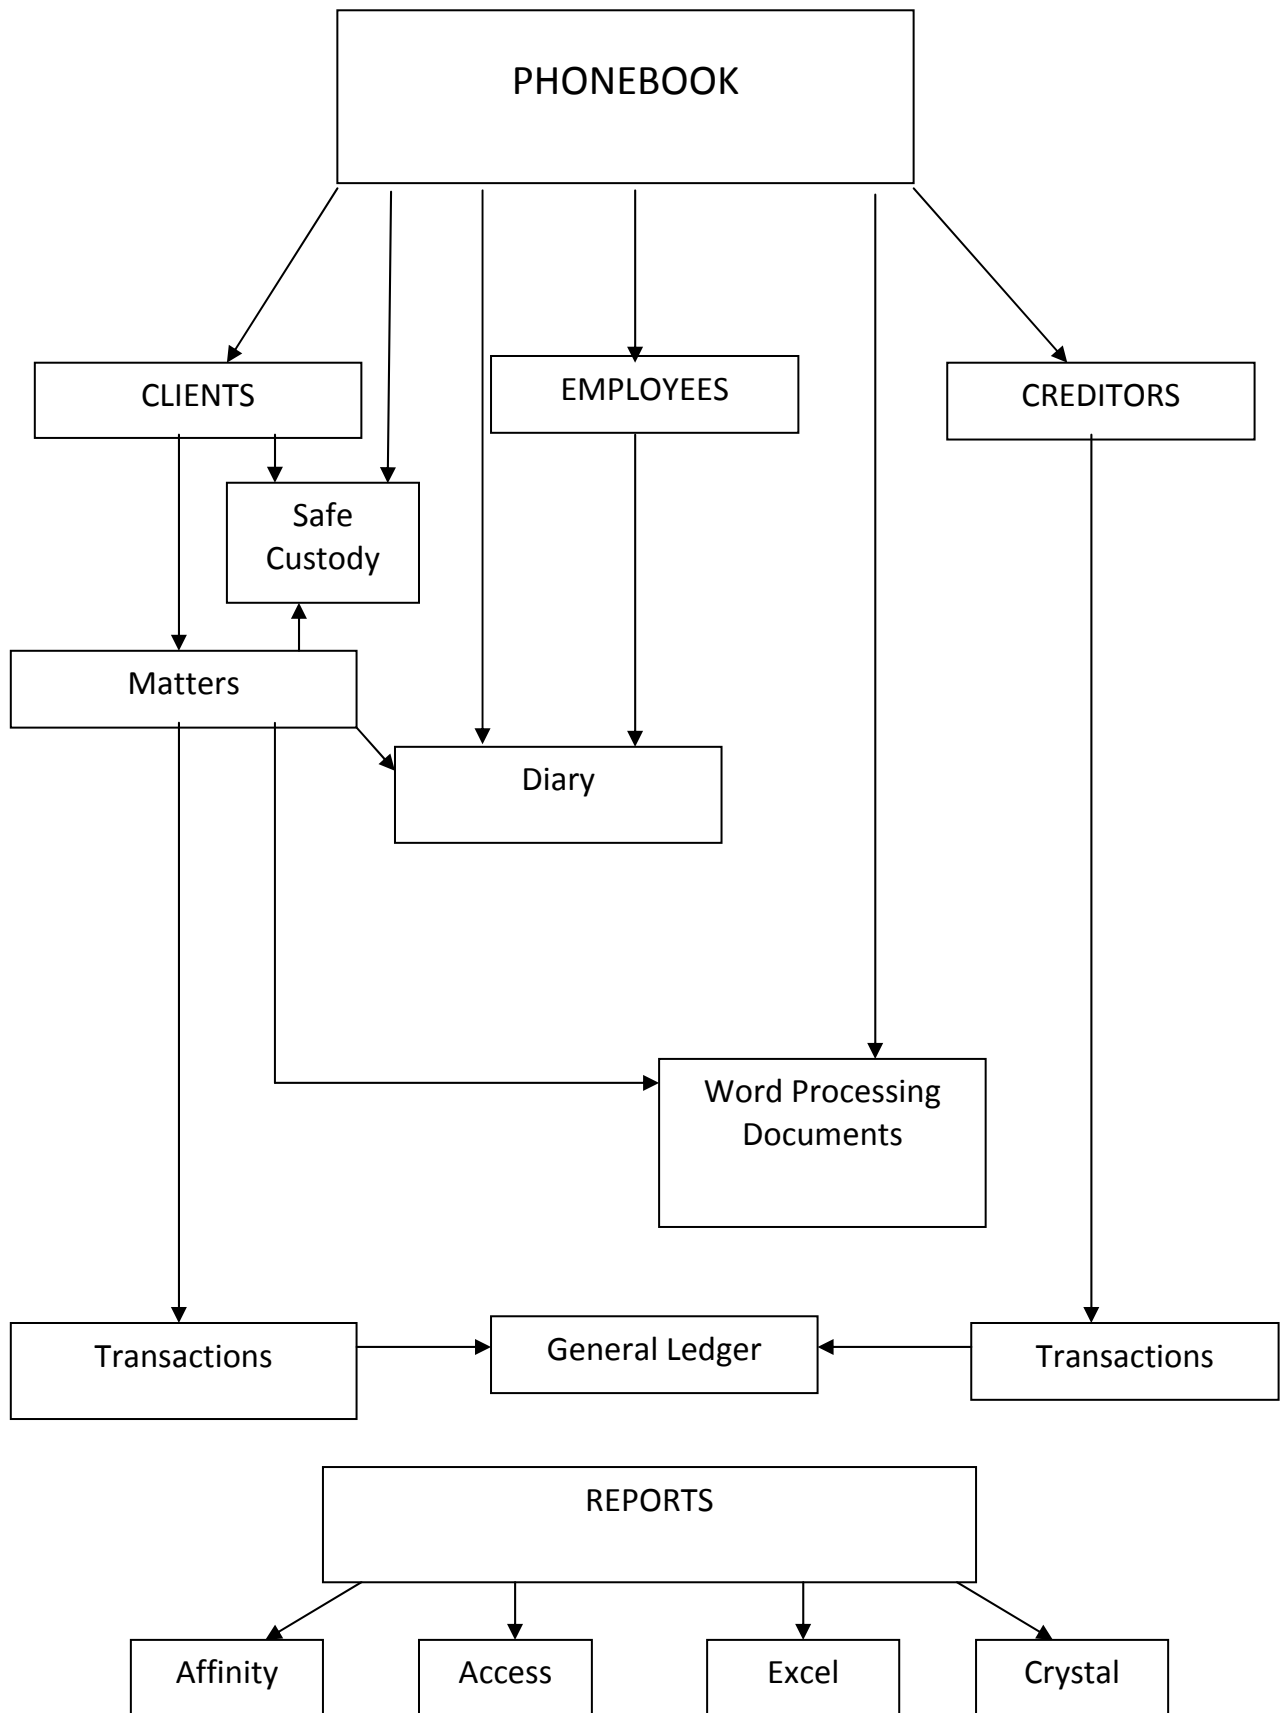 PHONEBOOK
CLIENTS
EMPLOYEES
CREDITORS
Safe
Custody
Matters
Diary
Word Processing
Documents
Transactions
General Ledger
Transactions
REPORTS
Affinity
Access
Excel
Crystal